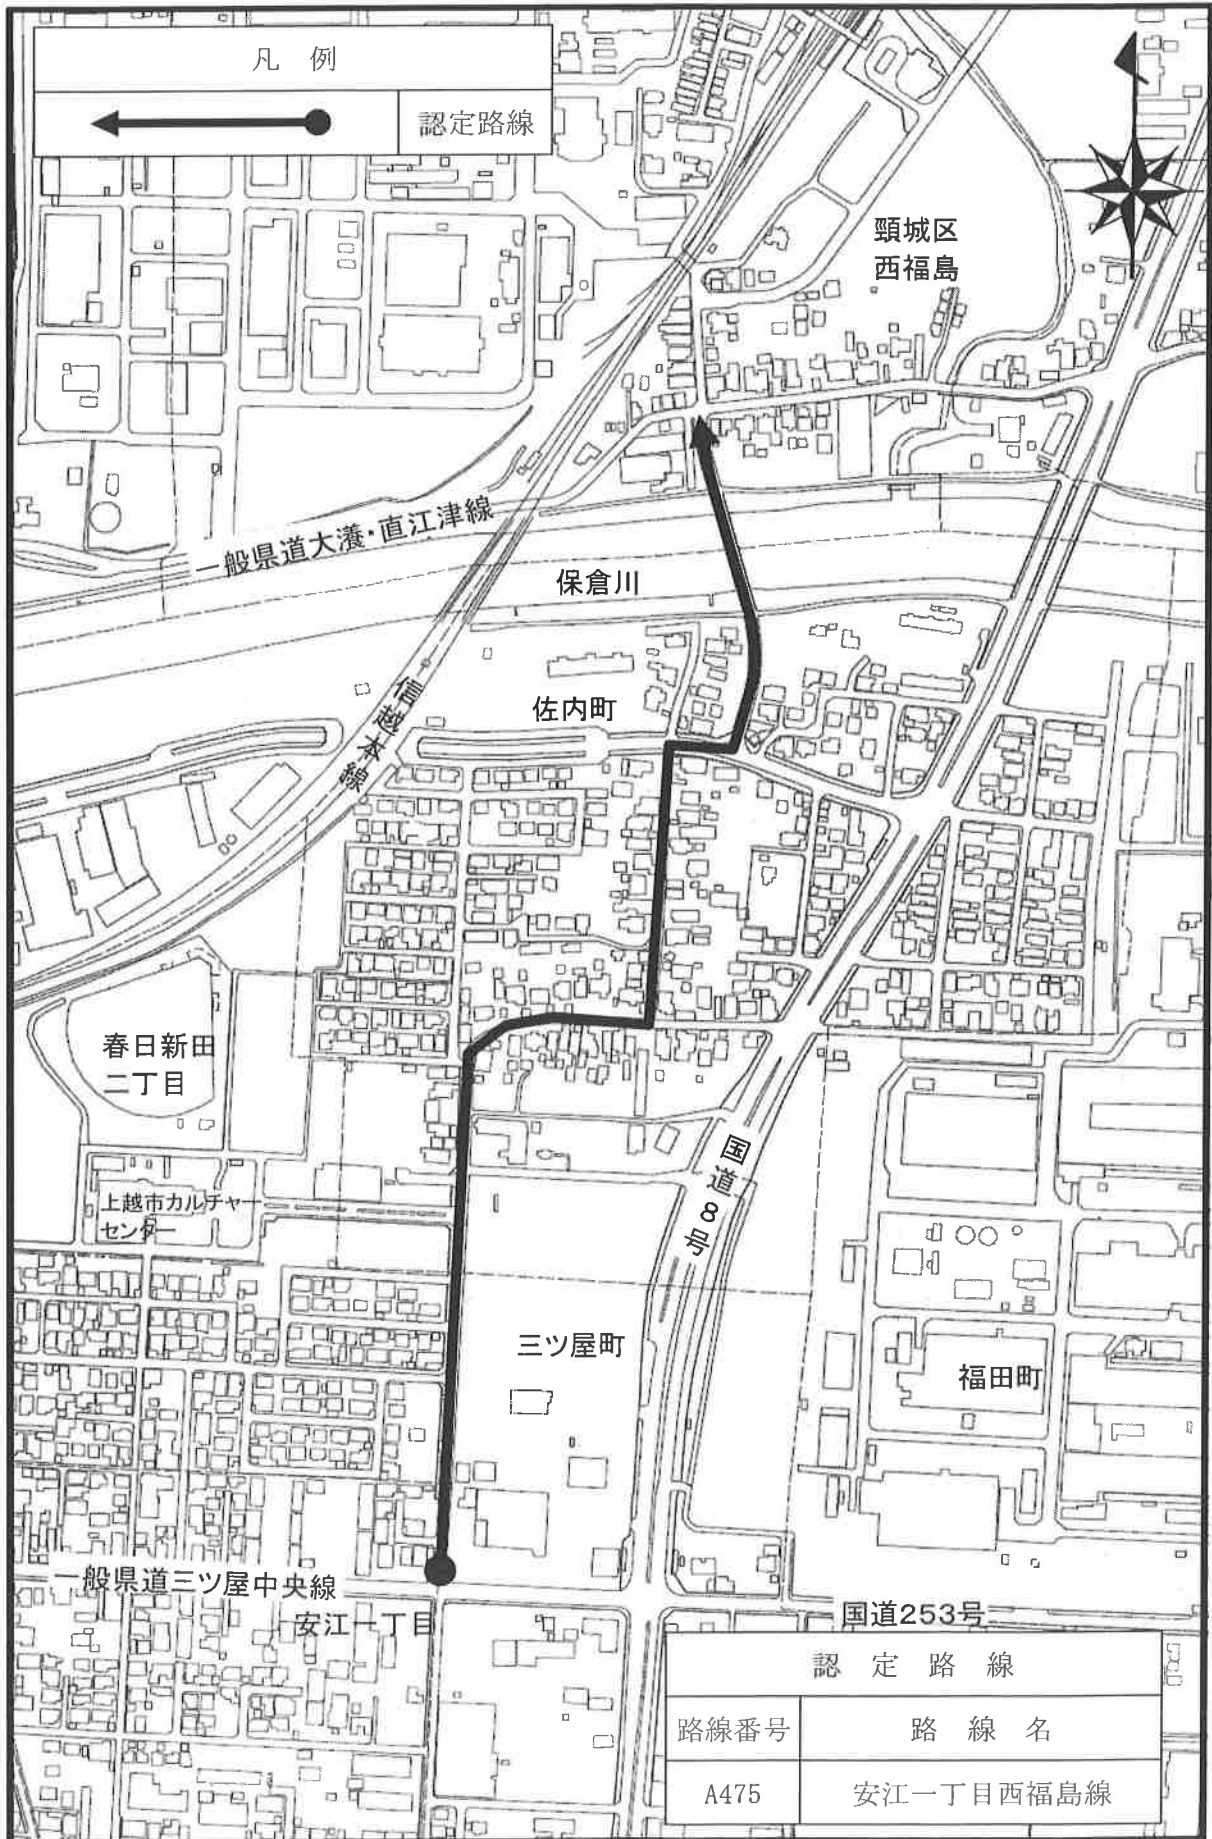 凡 例
認定路線
頸城区
西福島
一般県道大瀁・直江津線
保倉川
信越本線
佐内町
春日新田
二丁目
上越市カルチャー
センター
国道8号
三ツ屋町
福田町
一般県道三ツ屋中央線
安江一丁目
国道253号
認 定 路 線
路線番号
路 線 名
A475
安江一丁目西福島線